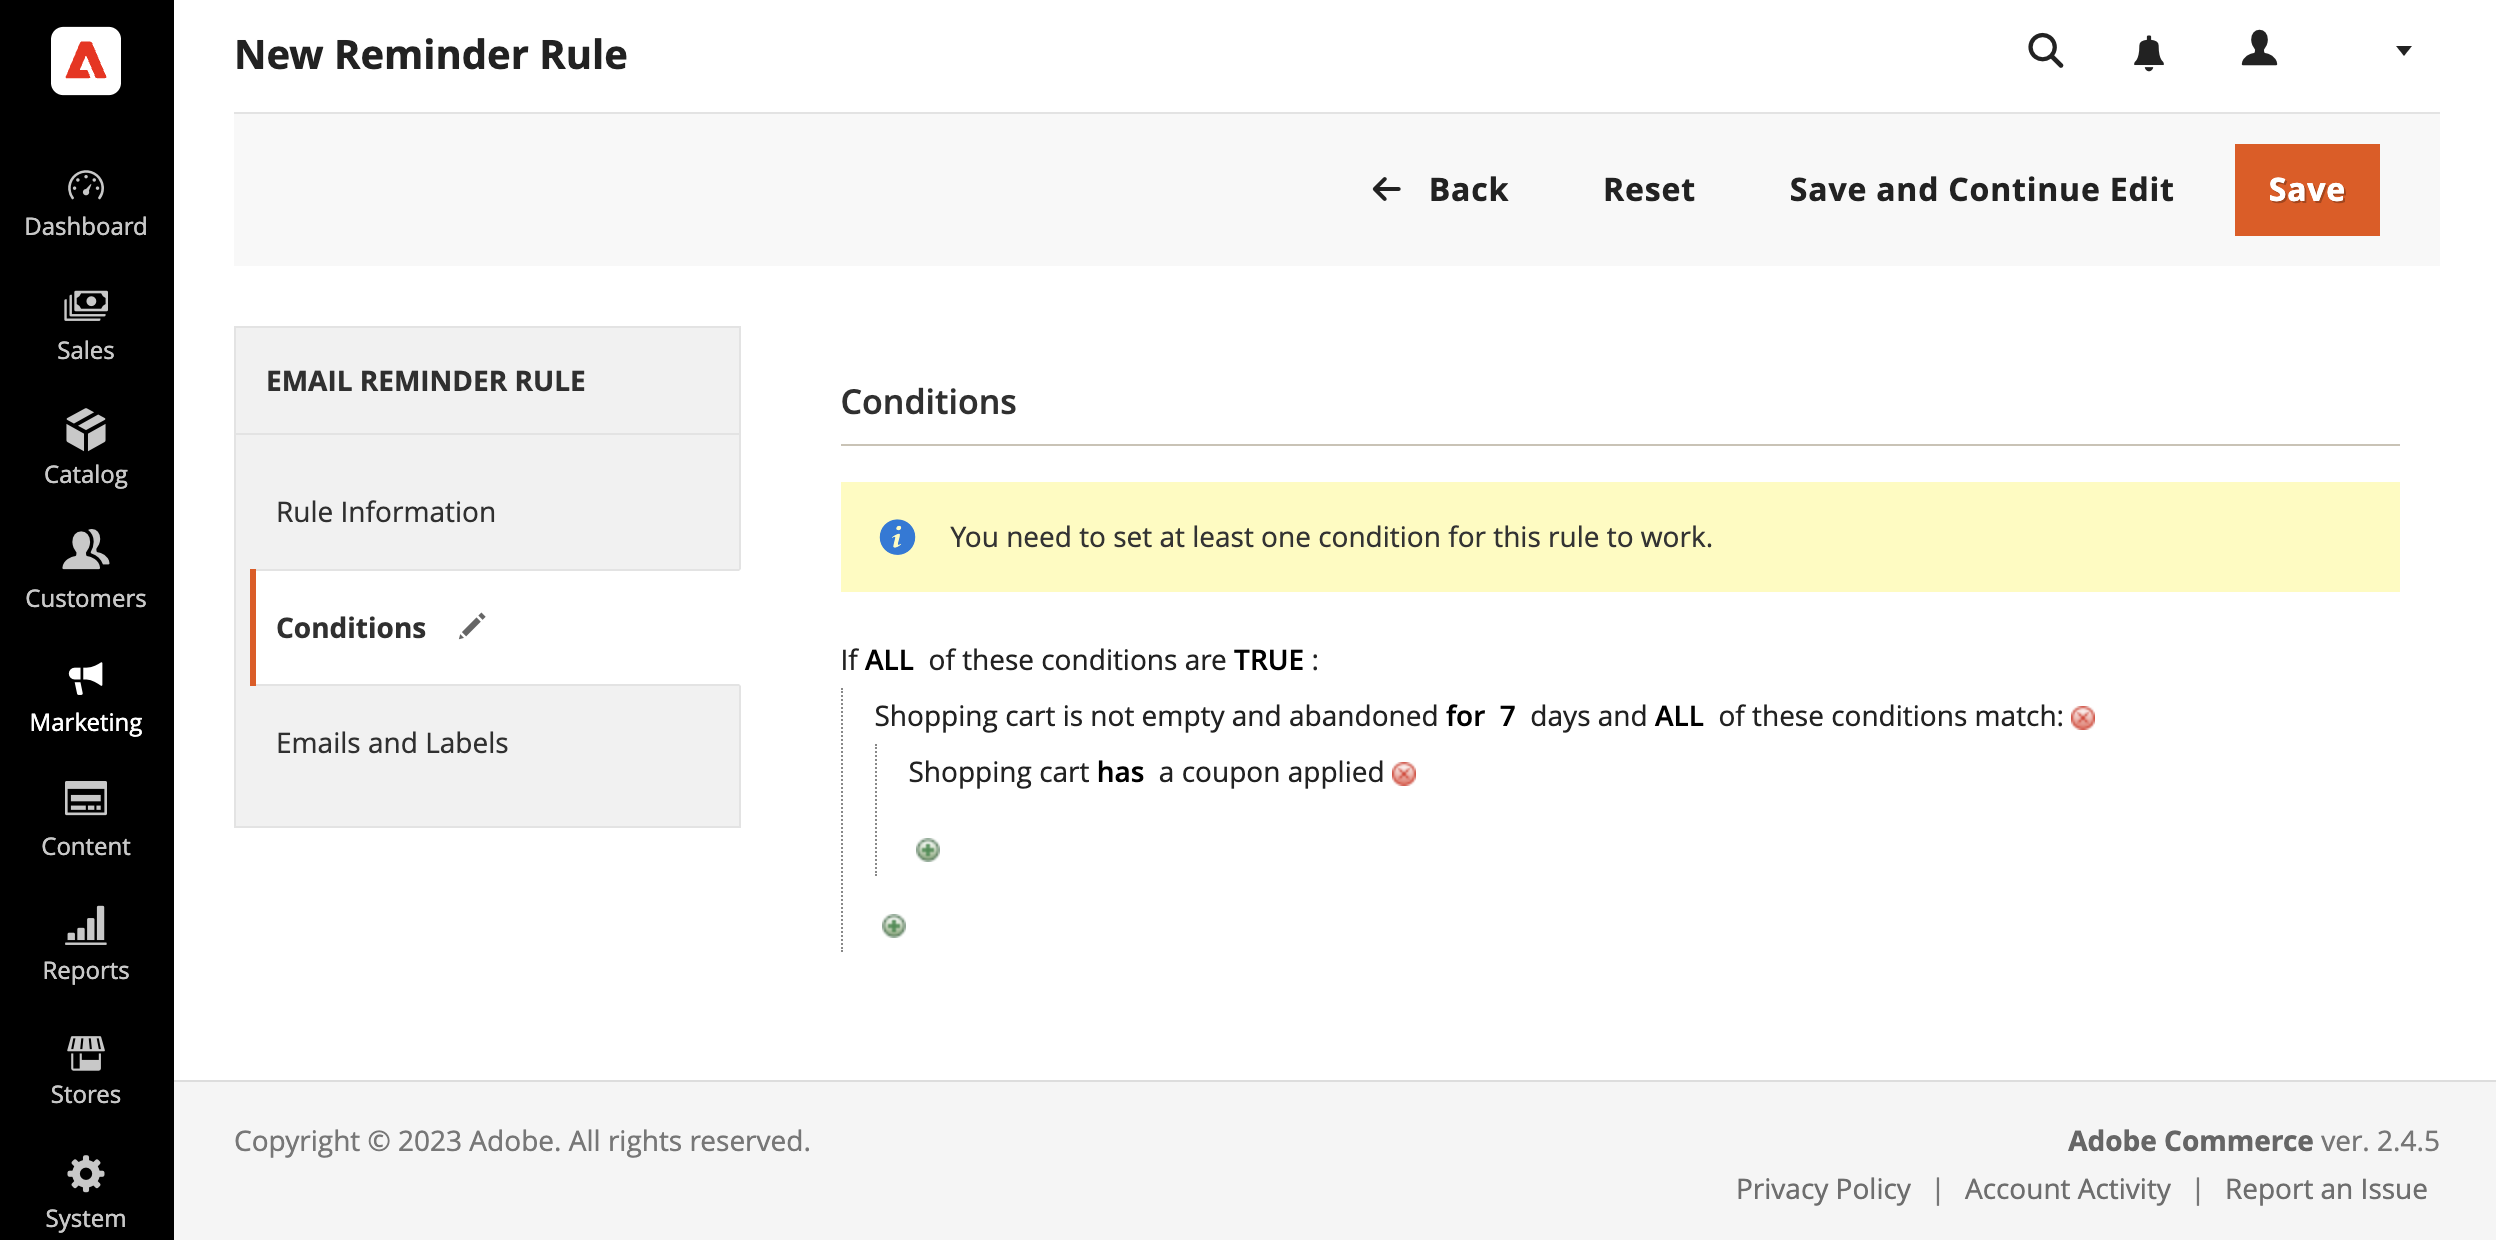 New Reminder Rule
Back
Reset
Save and Continue Edit
Save
Dashboard
Sales
Catalog
Customers
Marketing
Content
Reports
Stores
System
EMAIL REMINDER RULE
Rule Information
Conditions
Emails and Labels
Conditions
You need to set at least one condition for this rule to work.
If ALL of these conditions are TRUE :
Shopping cart is not empty and abandoned for 7 days and ALL of these conditions match:
Shopping cart has a coupon applied
Copyright © 2023 Adobe. All rights reserved.
Adobe Commerce ver. 2.4.5
Privacy Policy | Account Activity | Report an Issue